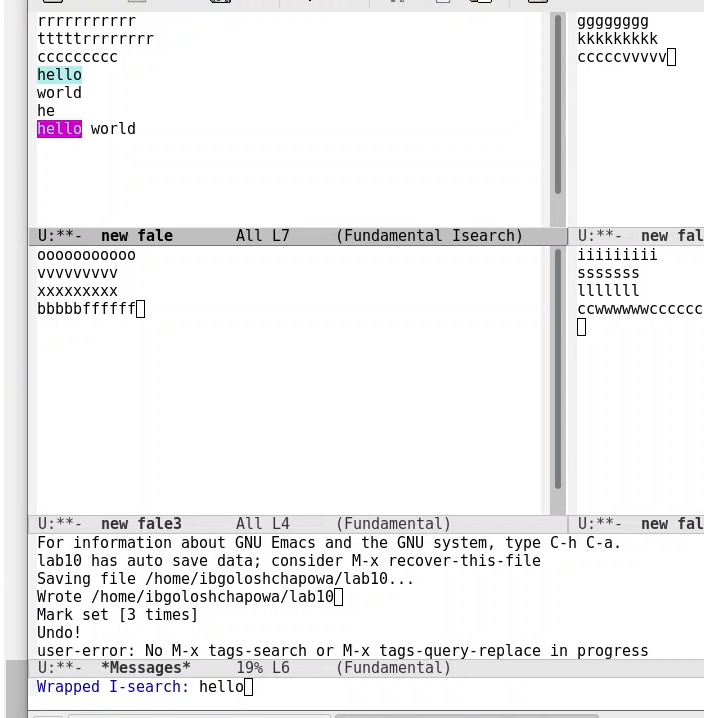 rrrrrrrrrrr
tttttrrrrrrrr
ccccccccc
hello
world
he
hello world
U:**-  new fale       All L7     (Fundamental Isearch)
gggggggg
kkkkkkkkk
cccccvvvvv
U:**-  new fal
ooooooooooo
vvvvvvvvv
xxxxxxxxx
bbbbbffffff
U:**-  new fale3      All L4     (Fundamental)
iiiiiiiii
sssssss
lllllll
ccwwwwwwcccccc
U:**-  new fal
For information about GNU Emacs and the GNU system, type C-h C-a.
lab10 has auto save data; consider M-x recover-this-file
Saving file /home/ibgoloshchapowa/lab10...
Wrote /home/ibgoloshchapowa/lab10
Mark set [3 times]
Undo!
user-error: No M-x tags-search or M-x tags-query-replace in progress
U:**-  *Messages*     19% L6     (Fundamental)
Wrapped I-search: hello